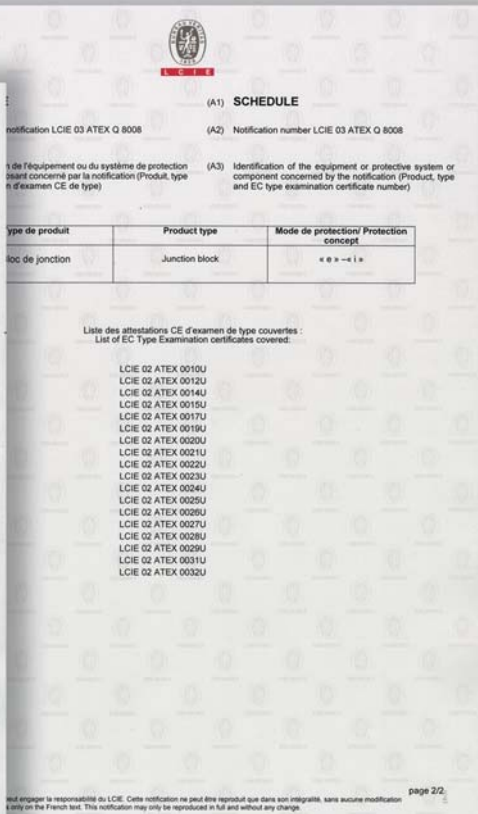 L C I E
(A1) SCHEDULE
notification LCIE 03 ATEX Q 8008
(A2) Notification number LCIE 03 ATEX Q 8008
de l'équipement ou du système de protection
concerné par la notification (Produit, type
d'examen CE de type)
(A3) Identification of the equipment or protective system or
component concerned by the notification (Product, type
and EC type examination certificate number)
ype de produit Product type Mode de protection/ Protection
concept
loc de jonction Junction block « e » – « i »
Liste des attestations CE d'examen de type couvertes :
List of EC Type Examination certificates covered:
LCIE 02 ATEX 0010U
LCIE 02 ATEX 0012U
LCIE 02 ATEX 0014U
LCIE 02 ATEX 0015U
LCIE 02 ATEX 0017U
LCIE 02 ATEX 0019U
LCIE 02 ATEX 0020U
LCIE 02 ATEX 0021U
LCIE 02 ATEX 0022U
LCIE 02 ATEX 0023U
LCIE 02 ATEX 0024U
LCIE 02 ATEX 0025U
LCIE 02 ATEX 0026U
LCIE 02 ATEX 0027U
LCIE 02 ATEX 0028U
LCIE 02 ATEX 0029U
LCIE 02 ATEX 0031U
LCIE 02 ATEX 0032U
page 2/2
engager la responsabilité du LCIE. Cette notification ne peut être reproduit que dans son intégralité, sans aucune modification
only on the French text. This notification may only be reproduced in full and without any change.